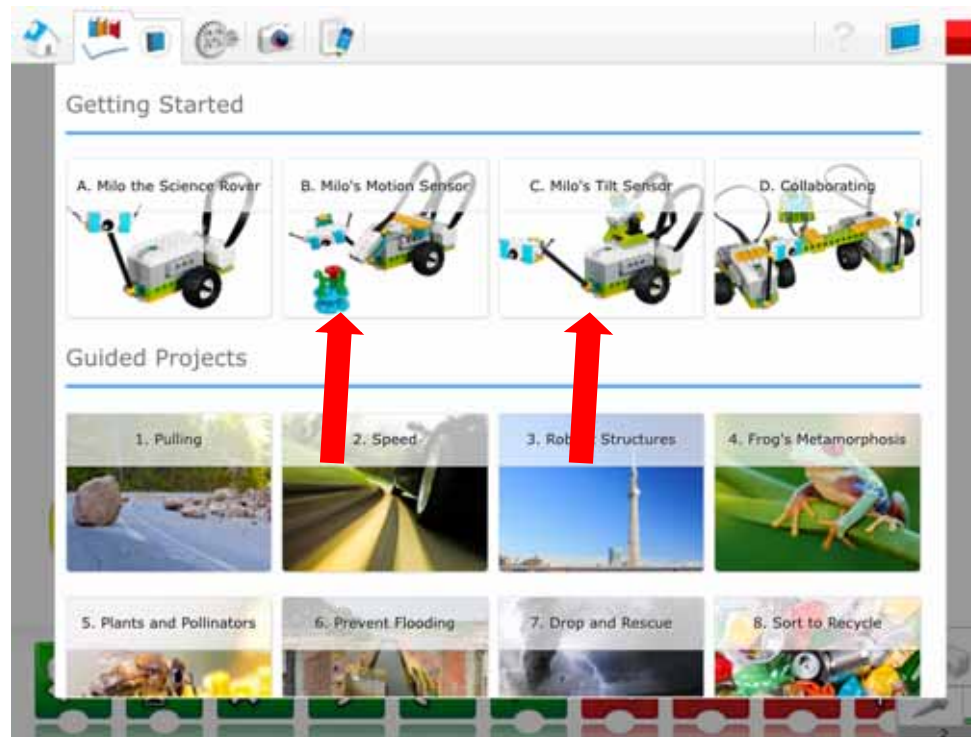 Getting Started
A. Milo the Science Rover
B. Milo's Motion Sensor
C. Milo's Tilt Sensor
D. Collaborating
Guided Projects
1. Pulling
2. Speed
3. Robust Structures
4. Frog's Metamorphosis
5. Plants and Pollinators
6. Prevent Flooding
7. Drop and Rescue
8. Sort to Recycle